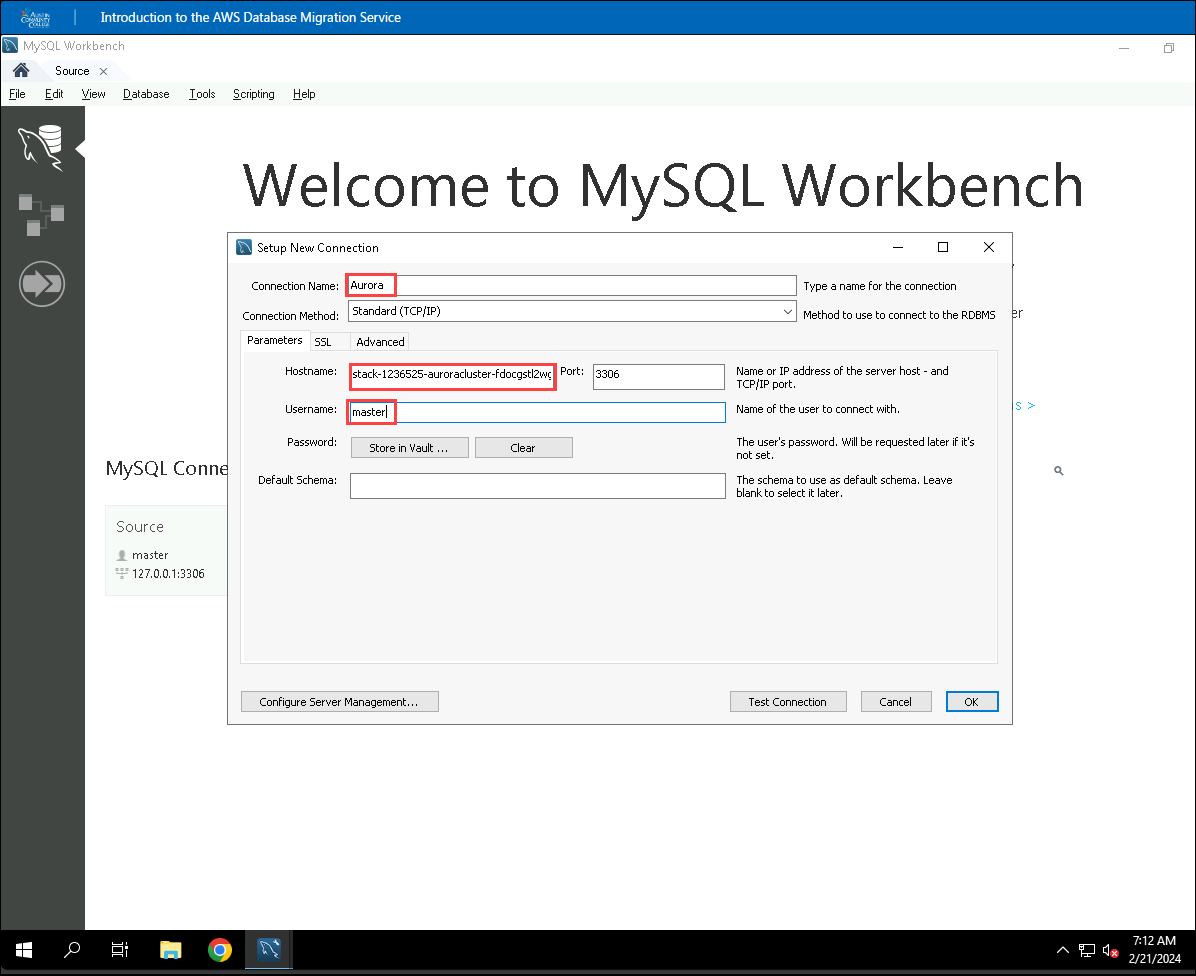 AUSTIN
COMMUNITY
COLLEGE
Introduction to the AWS Database Migration Service
MySQL Workbench
Source
File Edit View Database Tools Scripting Help
Welcome to MySQL Workbench
Setup New Connection
Connection Name: Aurora Type a name for the connection
Connection Method: Standard (TCP/IP) Method to use to connect to the RDBMS
er
Parameters SSL Advanced
Hostname: stack-1236525-auroracluster-fdocgstl2wg Port: 3306 Name or IP address of the server host - and
TCP/IP port.
Username: master Name of the user to connect with.
s >
Password: Store in Vault ... Clear The user's password. Will be requested later if it's
not set.
MySQL Conne
Default Schema: The schema to use as default schema. Leave
blank to select it later.
Source
master
127.0.0.1:3306
Configure Server Management... Test Connection Cancel OK
7:12 AM
2/21/2024